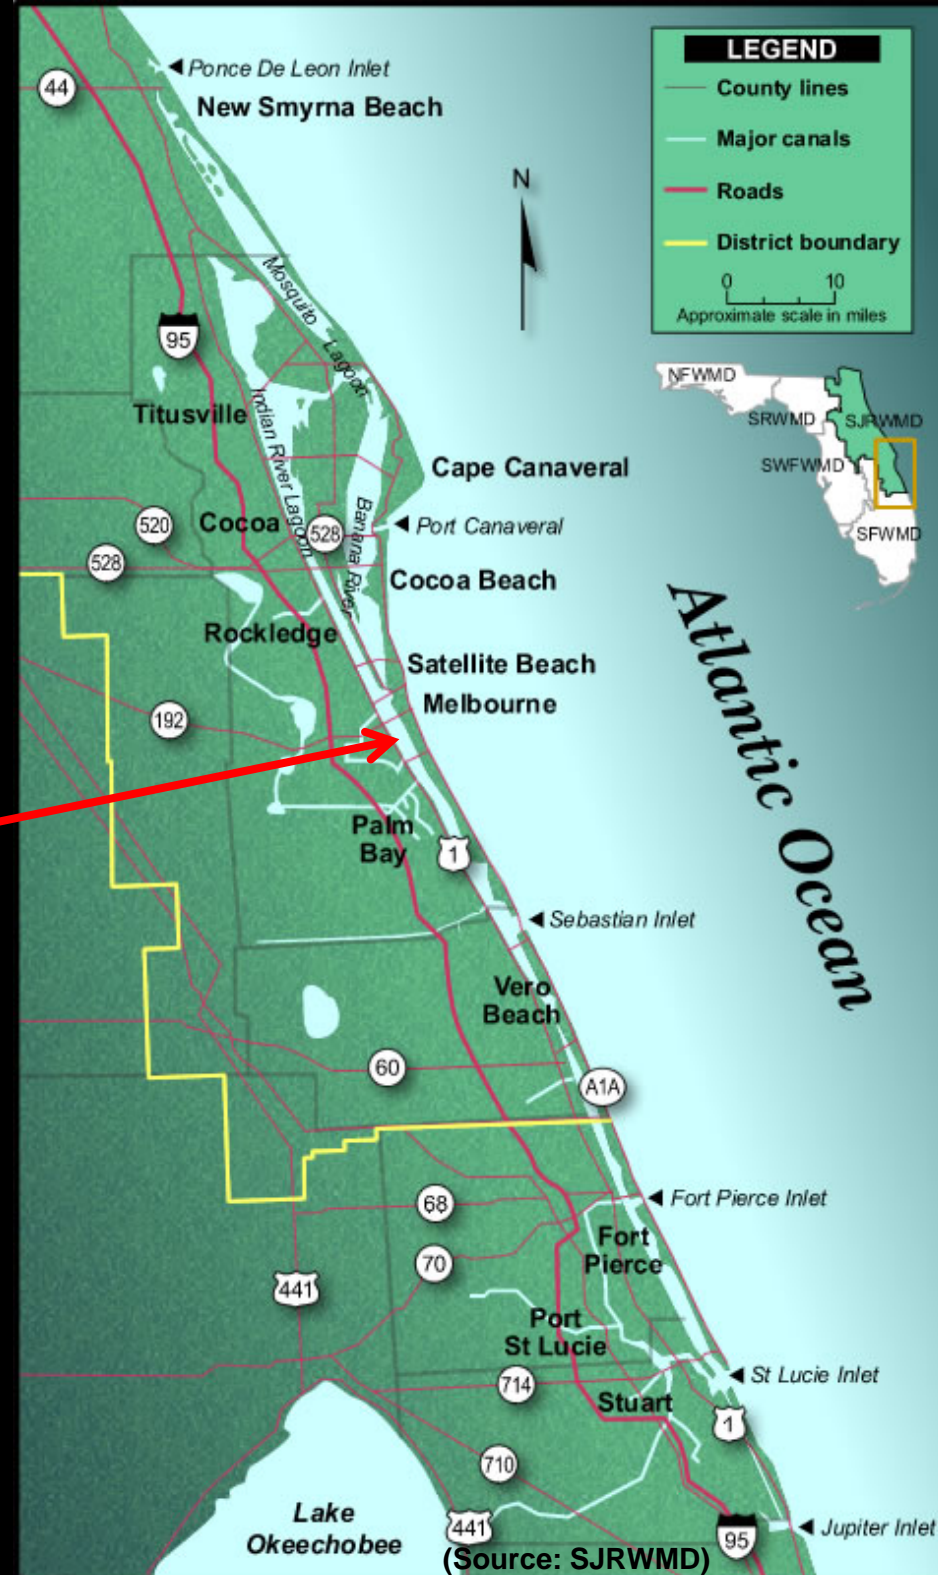 Ponce De Leon Inlet
44
New Smyrna Beach
LEGEND
County lines
Major canals
Roads
District boundary
0 10
Approximate scale in miles
N
Mosquito Lagoon
95
NFWMD
SRWMD
SJRWMD
SWFWMD
SFWMD
Titusville
Indian River Lagoon
Cape Canaveral
520
Cocoa
528
Banana River
Port Canaveral
528
Cocoa Beach
Rockledge
Satellite Beach
Melbourne
192
Atlantic Ocean
Palm
Bay
1
Sebastian Inlet
Vero
Beach
60
A1A
68
Fort Pierce Inlet
70
Fort
Pierce
441
Port
St Lucie
714
St Lucie Inlet
Stuart
1
710
Lake
Okeechobee
441
95
Jupiter Inlet
(Source: SJRWMD)